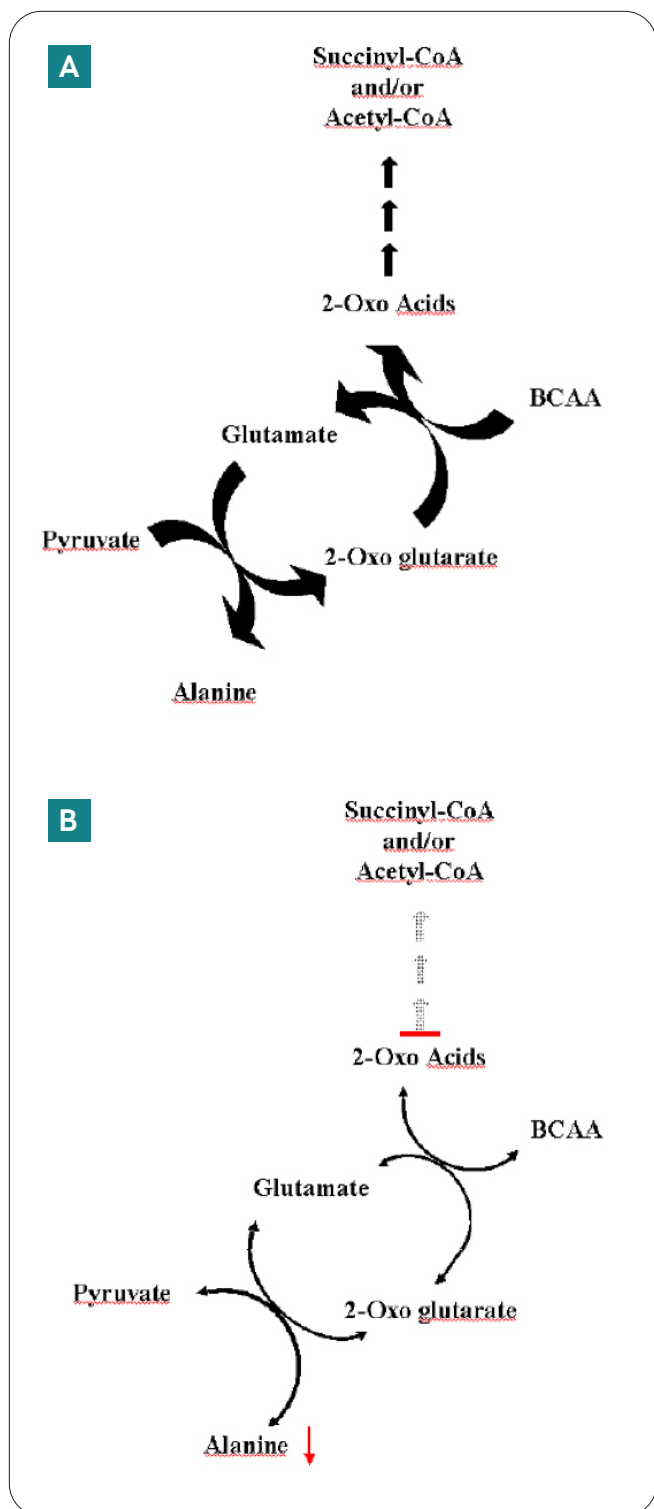 A
Succinyl-CoA
and/or
Acetyl-CoA
2-Oxo Acids
BCAA
Glutamate
Pyruvate
2-Oxo glutarate
Alanine
B
Succinyl-CoA
and/or
Acetyl-CoA
2-Oxo Acids
BCAA
Glutamate
Pyruvate
2-Oxo glutarate
Alanine